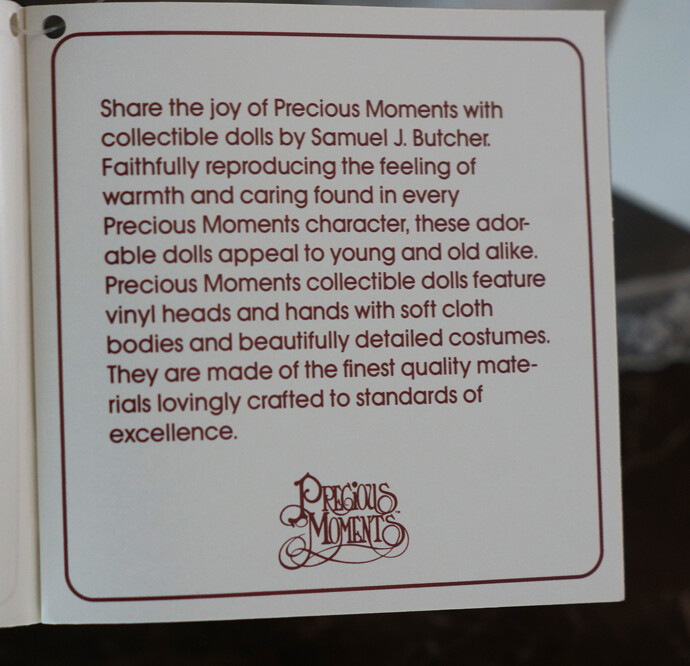 Share the joy of Precious Moments with
collectible dolls by Samuel J. Butcher.
Faithfully reproducing the feeling of
warmth and caring found in every
Precious Moments character, these ador-
able dolls appeal to young and old alike.
Precious Moments collectible dolls feature
vinyl heads and hands with soft cloth
bodies and beautifully detailed costumes.
They are made of the finest quality mate-
rials lovingly crafted to standards of
excellence.
PRECIOUS
MOMENTS™